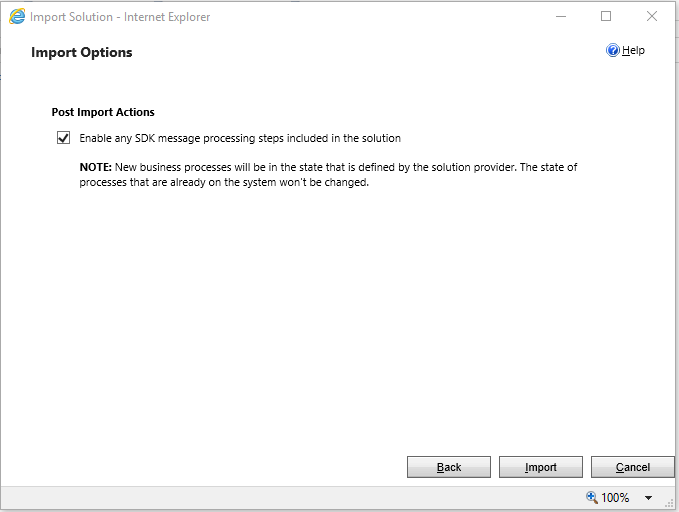 Import Solution - Internet Explorer
Import Options
Help
Post Import Actions
Enable any SDK message processing steps included in the solution
NOTE: New business processes will be in the state that is defined by the solution provider. The state of
processes that are already on the system won't be changed.
Back
Import
Cancel
100%